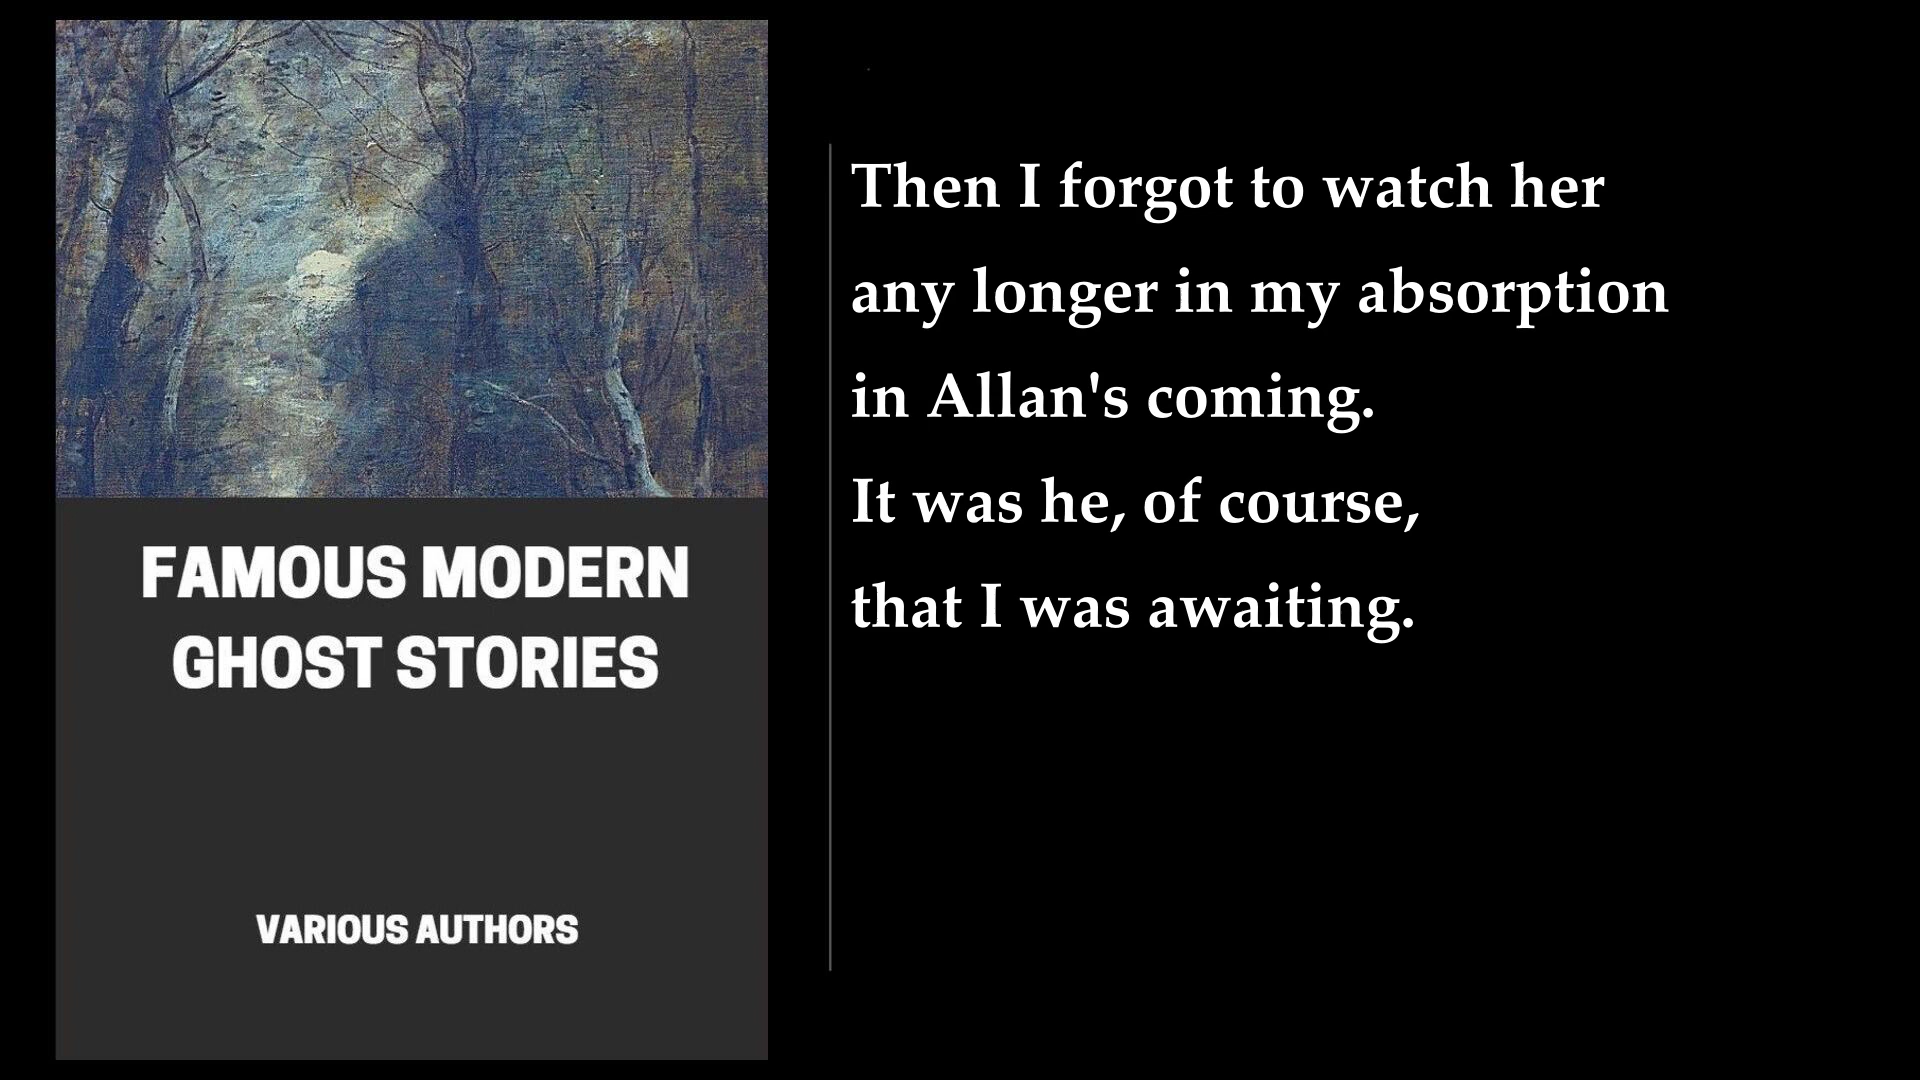 FAMOUS MODERN
GHOST STORIES
VARIOUS AUTHORS
Then I forgot to watch her
any longer in my absorption
in Allan's coming.
It was he, of course,
that I was awaiting.